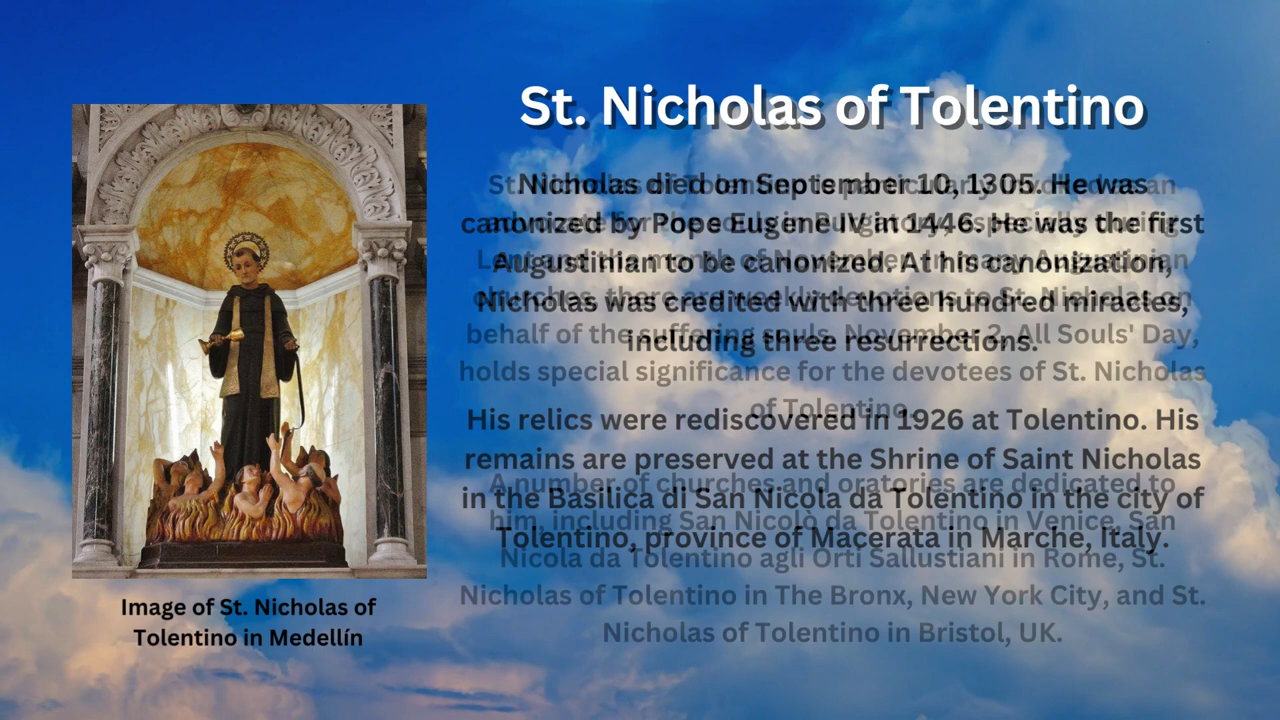 St. Nicholas of Tolentino
Nicholas died on September 10, 1305. He was
canonized by Pope Eugene IV in 1446. He was the first
Augustinian to be canonized. At his canonization,
Nicholas was credited with three hundred miracles,
including three resurrections.
His relics were rediscovered in 1926 at Tolentino. His
remains are preserved at the Shrine of Saint Nicholas
in the Basilica di San Nicola da Tolentino in the city of
Tolentino, province of Macerata in Marche, Italy.
behalf of the suffering souls. November 2, All Souls' Day,
holds special significance for the devotees of St. Nicholas
of Tolentino.
A number of churches and oratories are dedicated to
him, including San Nicolò da Tolentino in Venice, San
Nicola da Tolentino agli Orti Sallustiani in Rome, St.
Nicholas of Tolentino in The Bronx, New York City, and St.
Nicholas of Tolentino in Bristol, UK.
Image of St. Nicholas of
Tolentino in Medellín